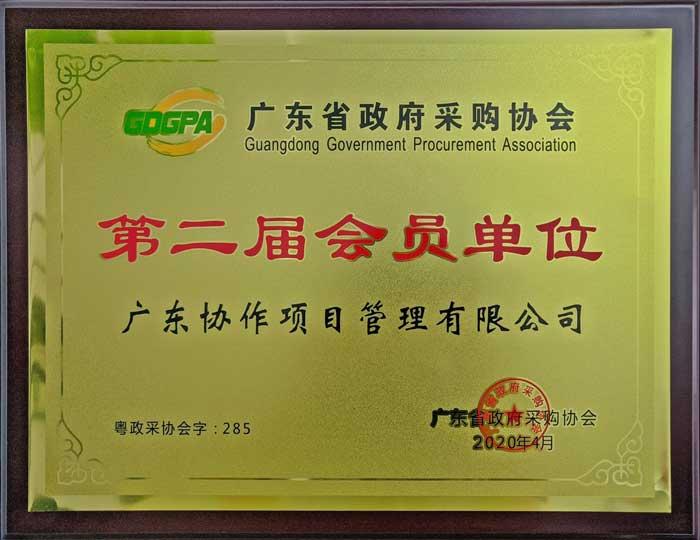 GDGPA
广东省政府采购协会
Guangdong Government Procurement Association
第二届会员单位
广东协作项目管理有限公司
粤政采协会字：285
广东省政府采购协会
2020年4月